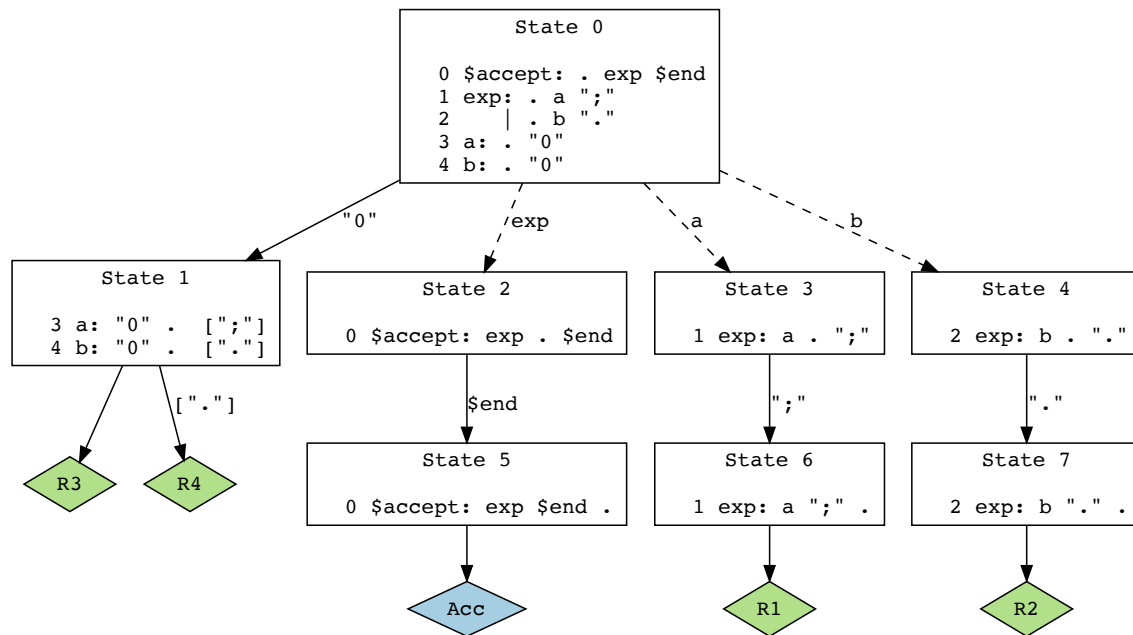 State 0
0 $accept: . exp $end
1 exp: . a ";"
2    | . b "."
3 a: . "0"
4 b: . "0"
"0"
exp
a
b
State 1
3 a: "0" .  [";"]
4 b: "0" .  ["."]
State 2
0 $accept: exp . $end
State 3
1 exp: a . ";"
State 4
2 exp: b . "."
["."]
$end
";"
"."
R3
R4
State 5
0 $accept: exp $end .
State 6
1 exp: a ";" .
State 7
2 exp: b "." .
Acc
R1
R2